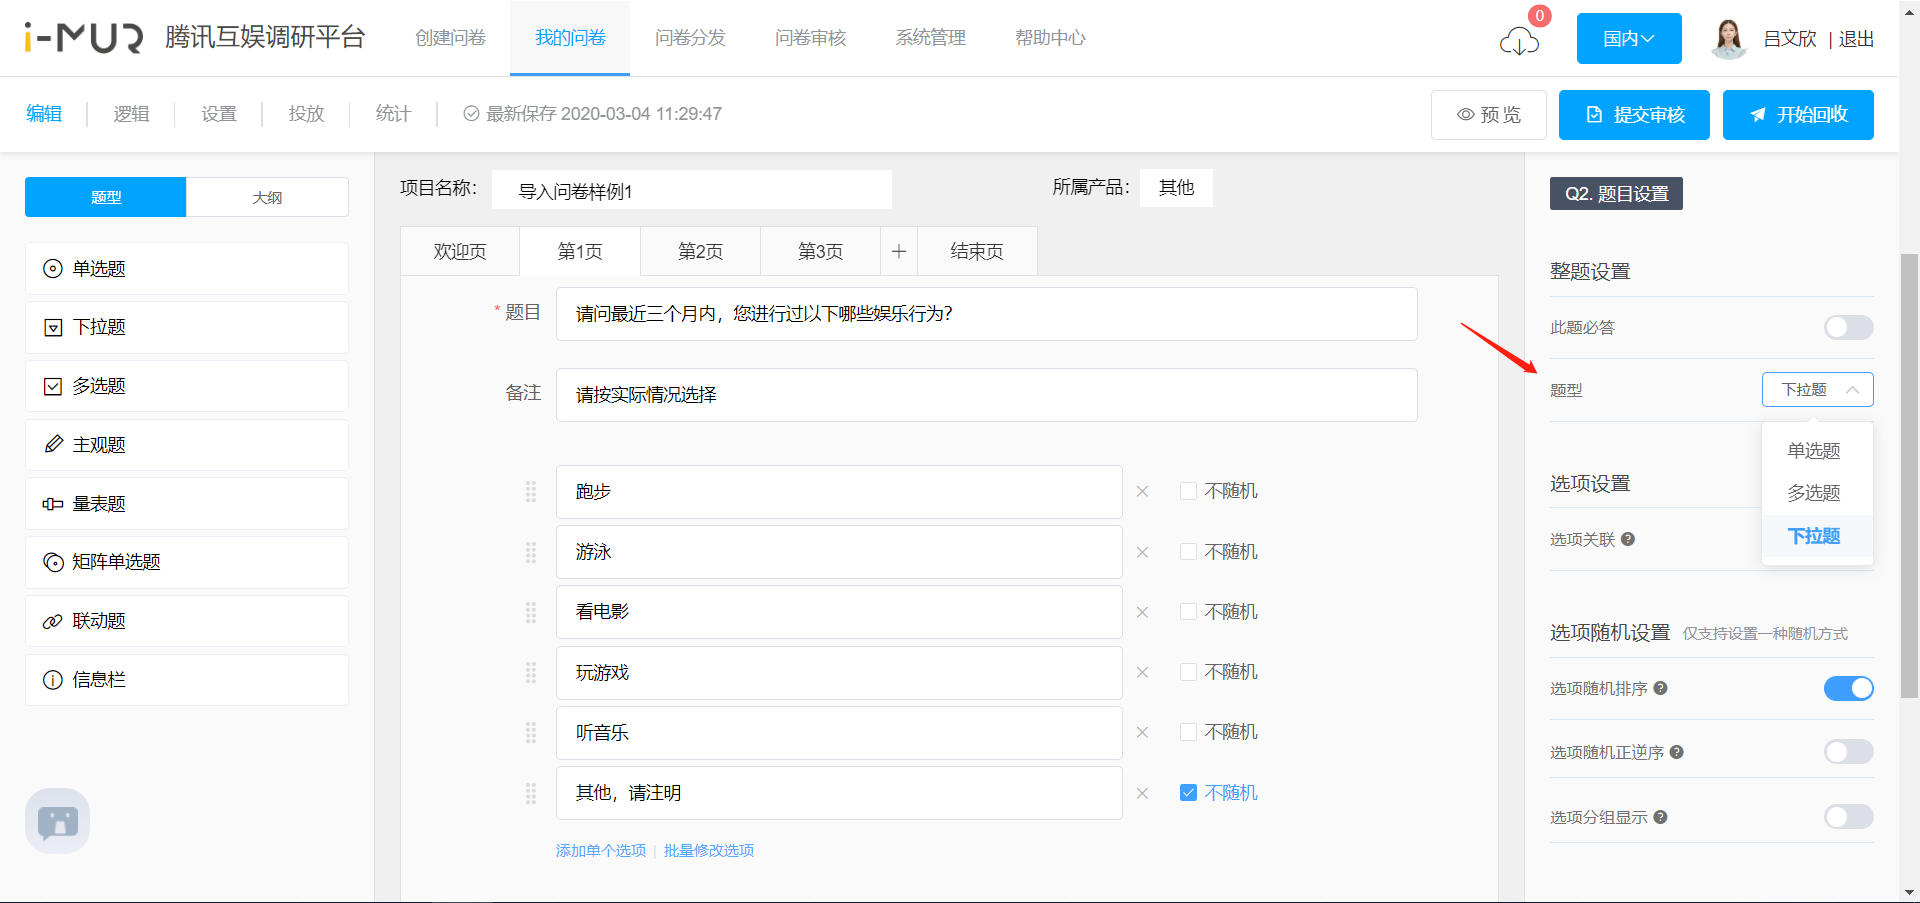 i-MUR 腾讯互娱调研平台 创建问卷 我的问卷 问卷分发 问卷审核 系统管理 帮助中心 0 国内 吕文欣 | 退出
编辑 逻辑 设置 投放 统计 最新保存 2020-03-04 11:29:47 预 览 提交审核 开始回收
题型 大纲
单选题
下拉题
多选题
主观题
量表题
矩阵单选题
联动题
信息栏
项目名称： 导入问卷样例1 所属产品： 其他
欢迎页 第1页 第2页 第3页 + 结束页
* 题目 请问最近三个月内，您进行过以下哪些娱乐行为？
备注 请按实际情况选择
跑步 × 不随机
游泳 × 不随机
看电影 × 不随机
玩游戏 × 不随机
听音乐 × 不随机
其他，请注明 × 不随机
添加单个选项 | 批量修改选项
Q2. 题目设置
整题设置
此题必答
题型 下拉题
单选题
多选题
下拉题
选项设置
选项关联 ?
选项随机设置 仅支持设置一种随机方式
选项随机排序 ?
选项随机正逆序 ?
选项分组显示 ?